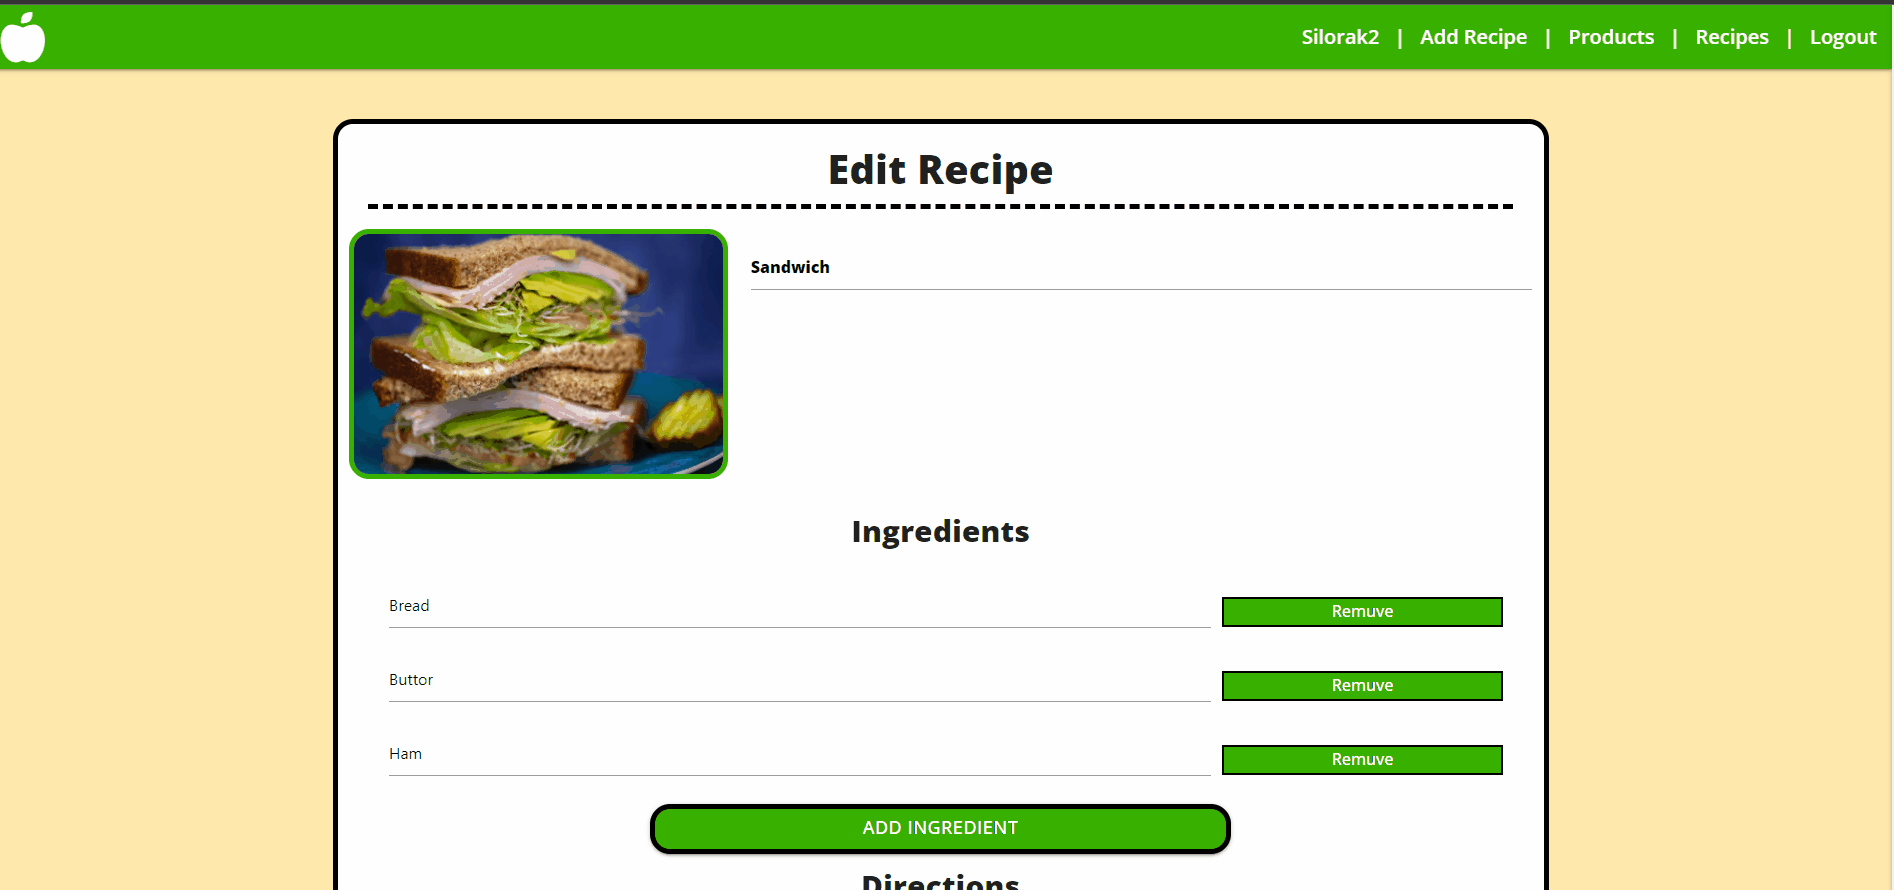 Silorak2 | Add Recipe | Products | Recipes | Logout
Edit Recipe
Sandwich
Ingredients
Bread Remuve
Buttor Remuve
Ham Remuve
ADD INGREDIENT
Directions